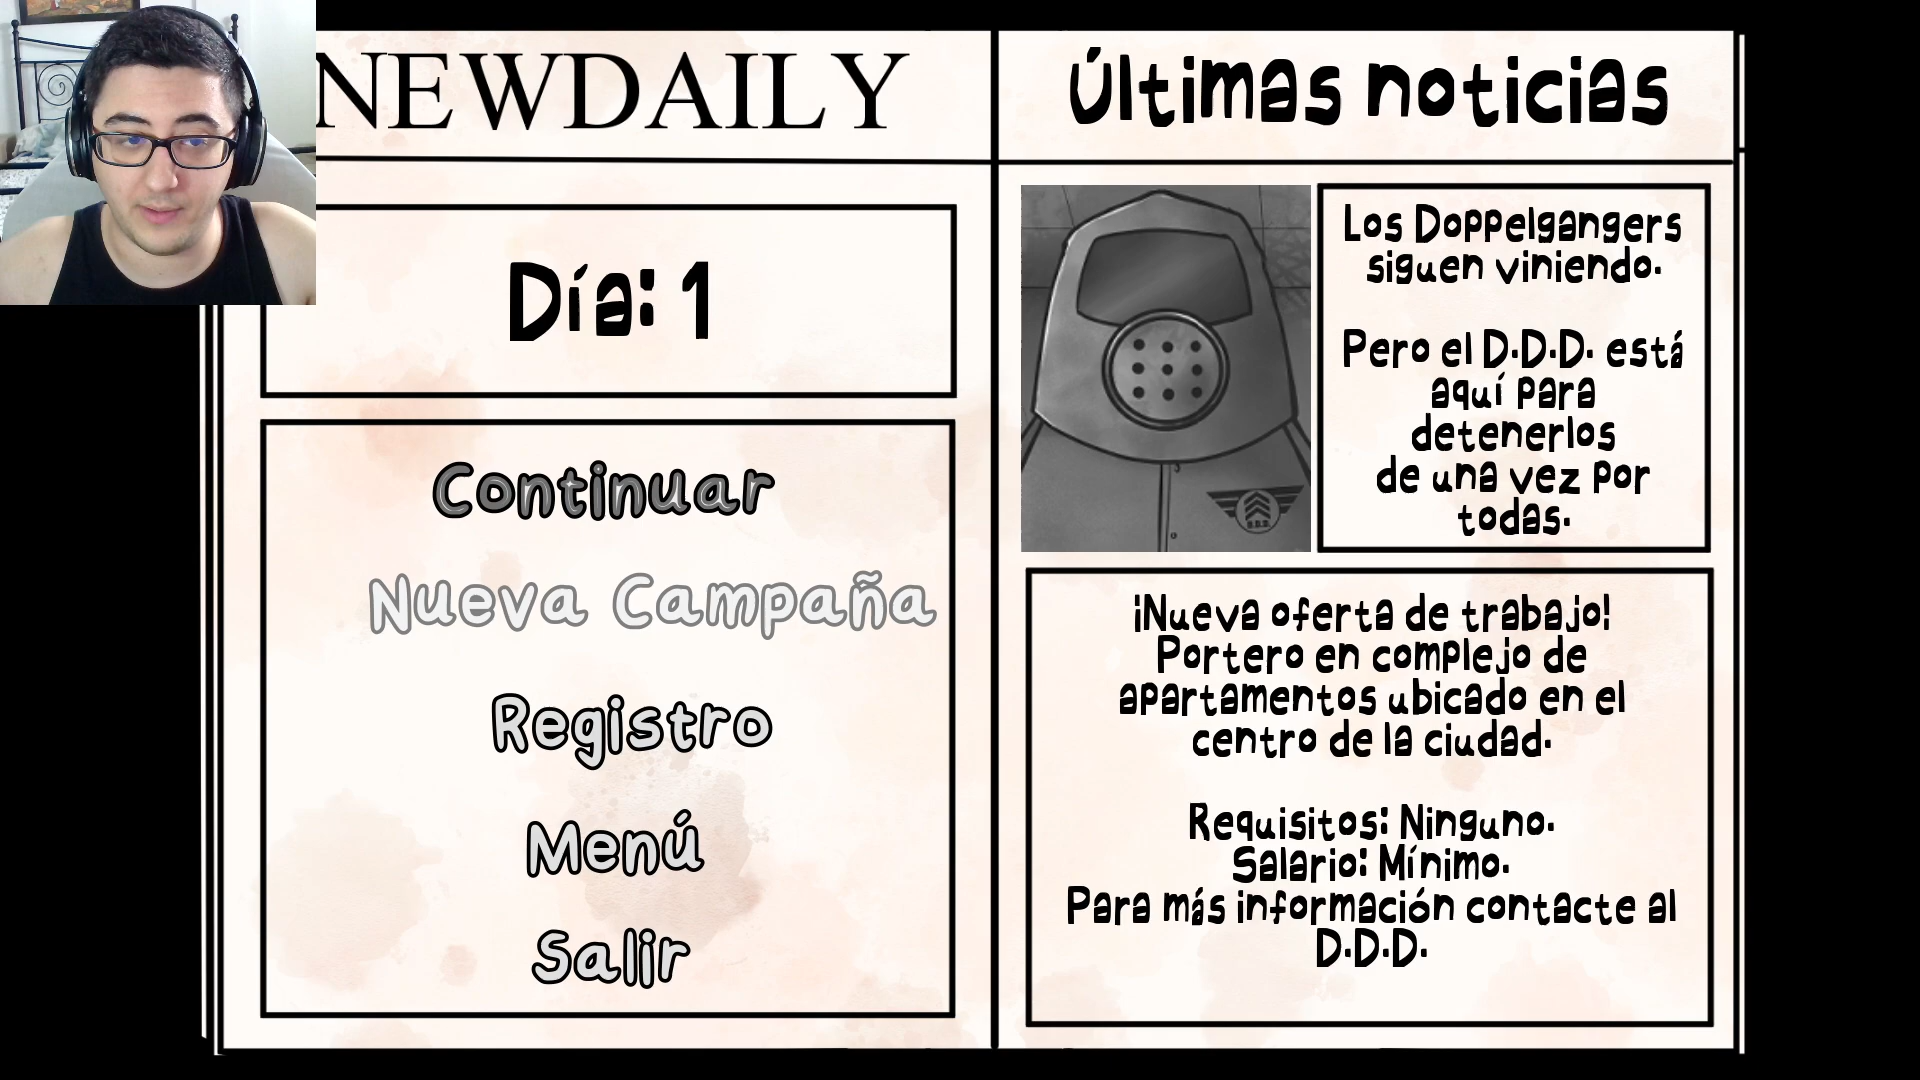 NEWDAILY
Día: 1
Continuar
Nueva Campaña
Registro
Menú
Salir
Últimas noticias
Los Doppelgangers
siguen viniendo.
Pero el D.D.D. está
aquí para
detenerlos
de una vez por
todas.
D.D.D.
¡Nueva oferta de trabajo!
Portero en complejo de
apartamentos ubicado en el
centro de la ciudad.
Requisitos: Ninguno.
Salario: Mínimo.
Para más información contacte al
D.D.D.